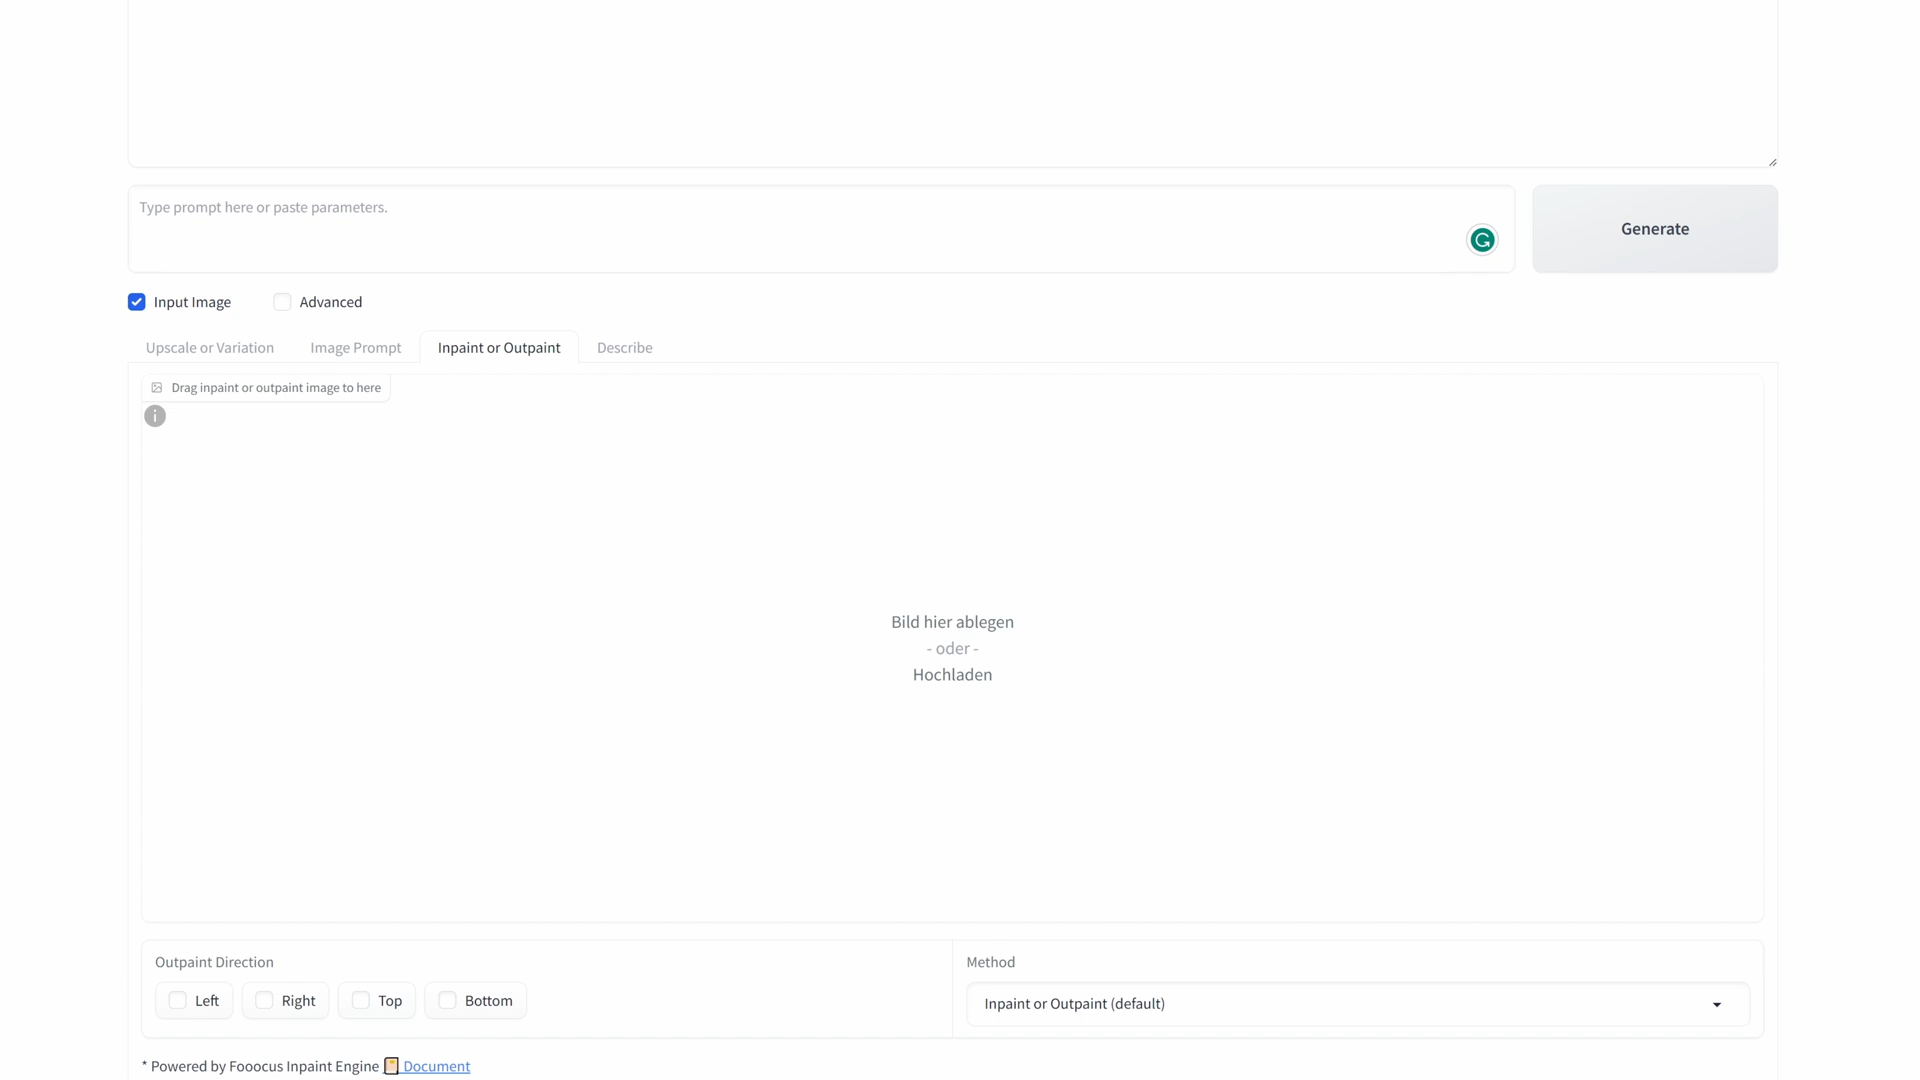 Type prompt here or paste parameters.
Generate
Input Image
Advanced
Upscale or Variation
Image Prompt
Inpaint or Outpaint
Describe
Drag inpaint or outpaint image to here
Bild hier ablegen
- oder -
Hochladen
Outpaint Direction
Method
Left
Right
Top
Bottom
Inpaint or Outpaint (default)
* Powered by Fooocus Inpaint Engine 📔 Document